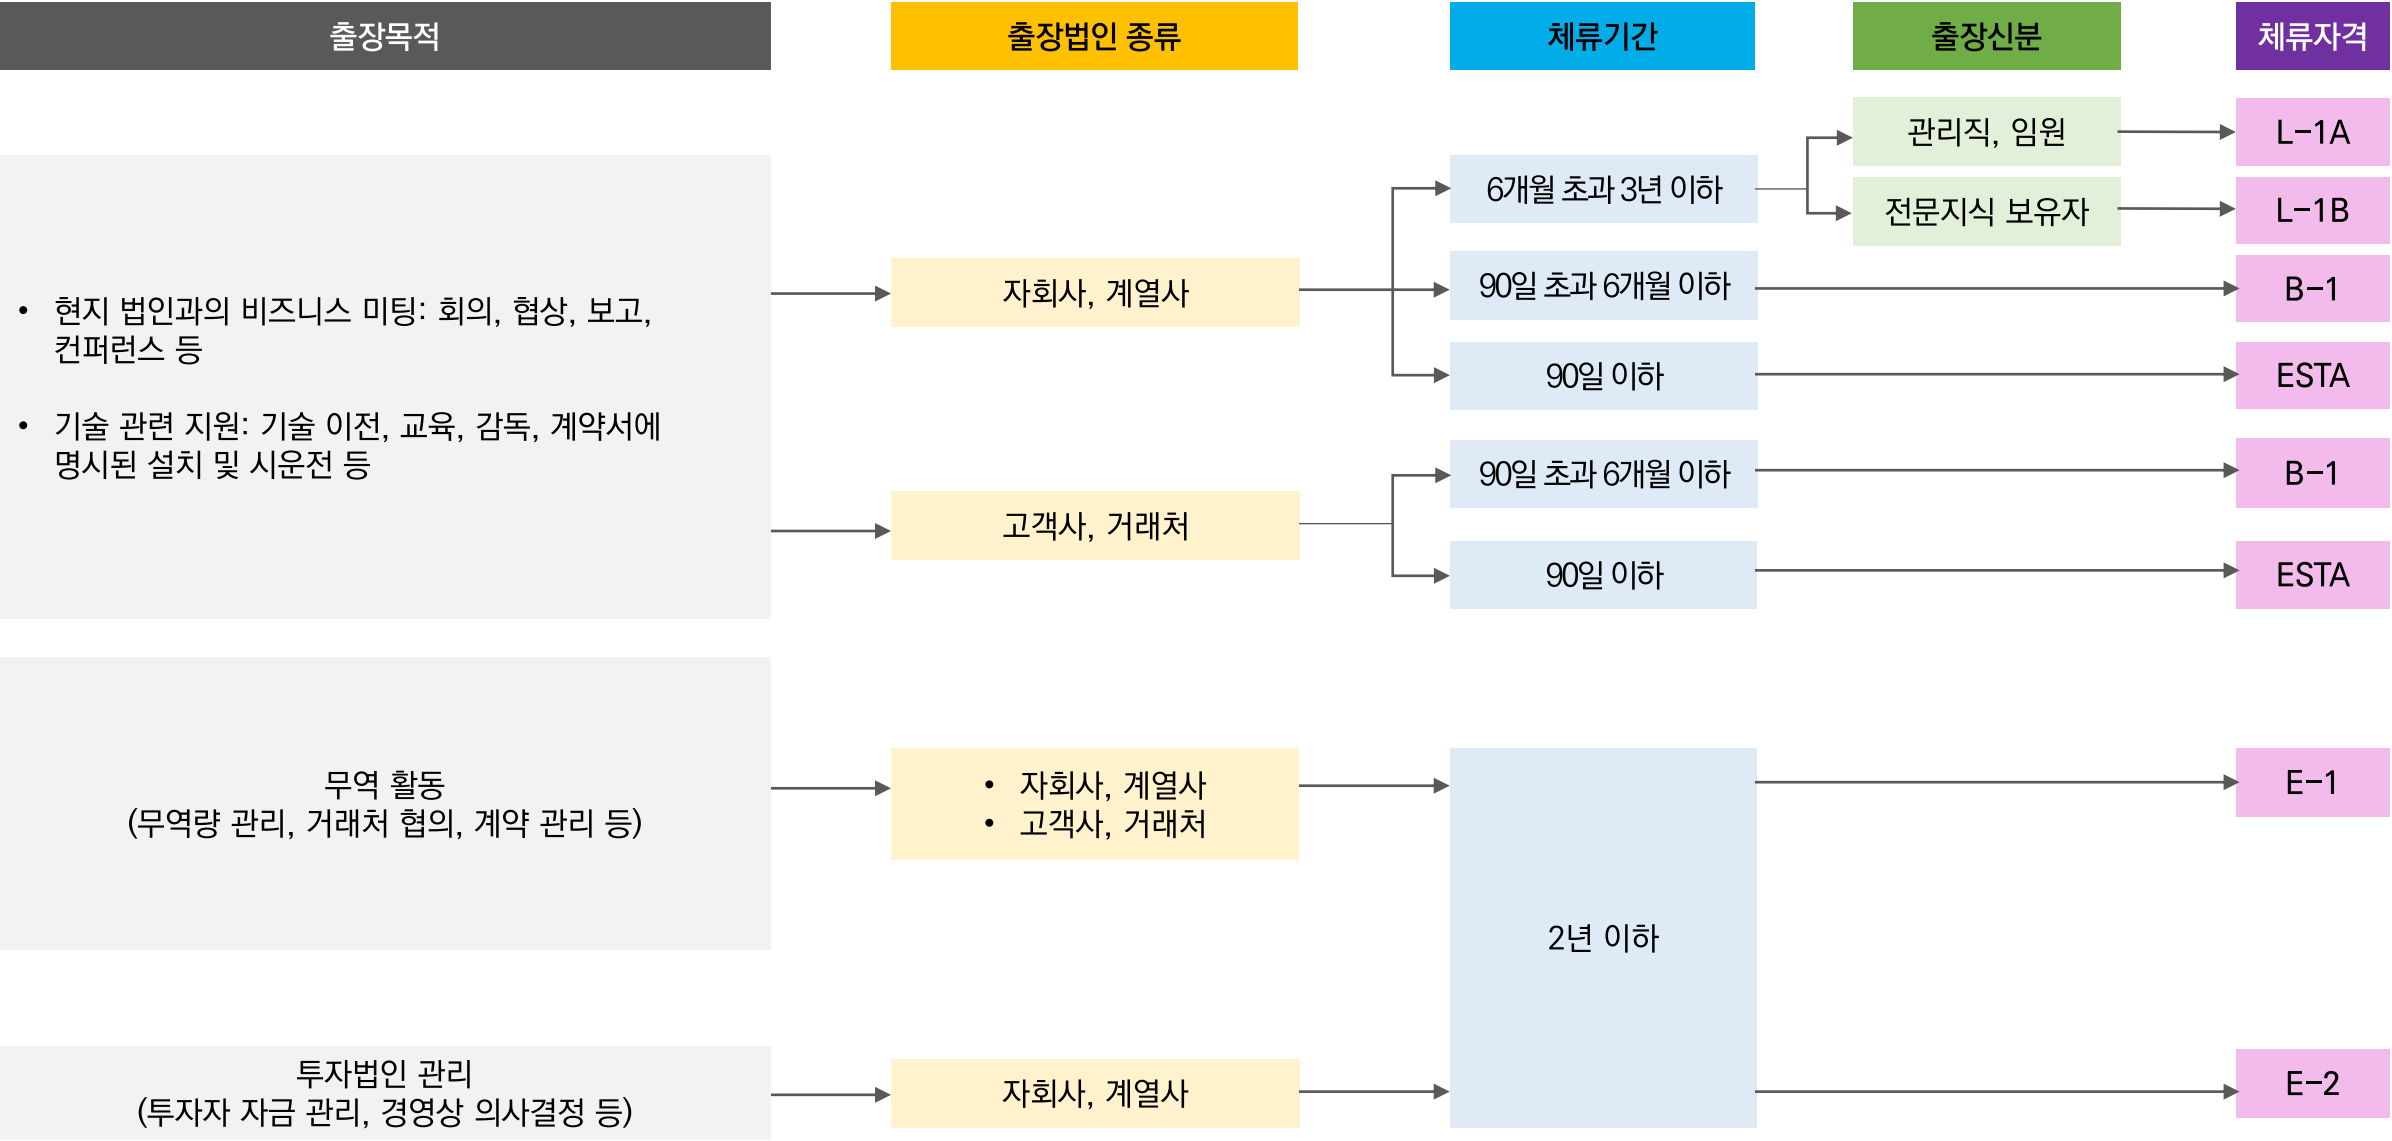 출장목적
출장법인 종류
체류기간
출장신분
체류자격
• 현지 법인과의 비즈니스 미팅: 회의, 협상, 보고,
컨퍼런스 등
• 기술 관련 지원: 기술 이전, 교육, 감독, 계약서에
명시된 설치 및 시운전 등
자회사, 계열사
6개월 초과 3년 이하
관리직, 임원
L-1A
전문지식 보유자
L-1B
90일 초과 6개월 이하
B-1
90일 이하
ESTA
고객사, 거래처
90일 초과 6개월 이하
B-1
90일 이하
ESTA
무역 활동
(무역량 관리, 거래처 협의, 계약 관리 등)
• 자회사, 계열사
• 고객사, 거래처
2년 이하
E-1
투자법인 관리
(투자자 자금 관리, 경영상 의사결정 등)
자회사, 계열사
E-2